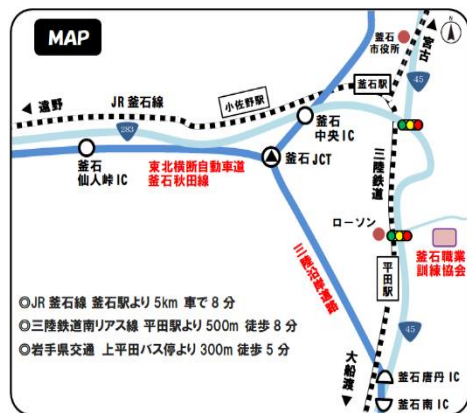 MAP
N
釜石
市役所
宮古
45
釜石駅
遠野
JR 釜石線
小佐野駅
283
釜石
中央 IC
釜石
仙人峠 IC
東北横断自動車道
釜石秋田線
釜石 JCT
三陸鉄道
ローソン
釜石職業
訓練協会
平田駅
三陸沿岸道路
◎JR 釜石線 釜石駅より 5km 車で 8 分
◎三陸鉄道南リアス線 平田駅より 500m 徒歩 8 分
◎岩手県交通 上平田バス停より 300m 徒歩 5 分
45
大船渡
釜石唐丹 IC
釜石南 IC